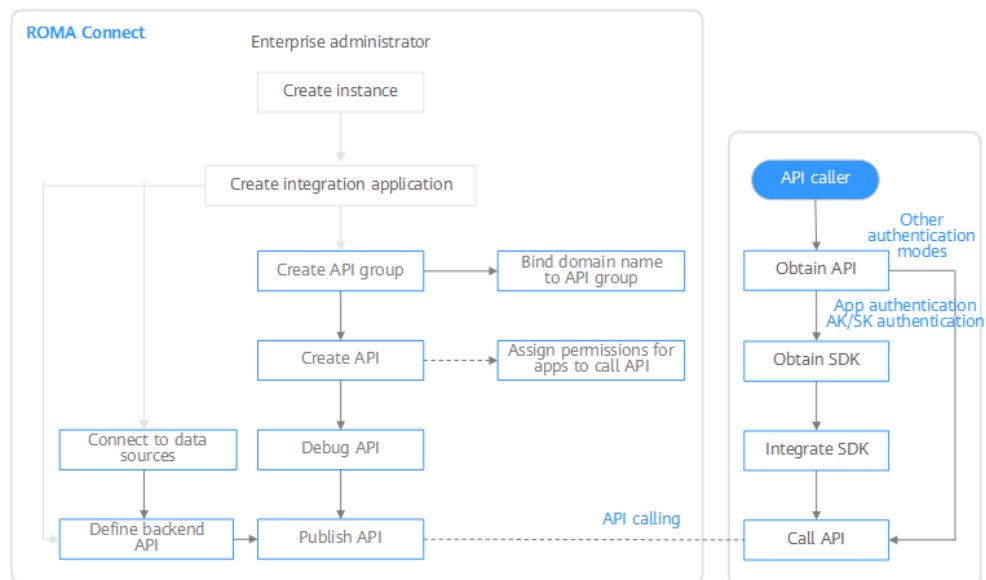 ROMA Connect
Enterprise administrator
Create instance
Create integration application
Create API group
Bind domain name
to API group
Create API
Assign permissions for
apps to call API
Connect to data
sources
Debug API
Define backend
API
Publish API
API calling
API caller
Other
authentication
modes
Obtain API
App authentication
AK/SK authentication
Obtain SDK
Integrate SDK
Call API